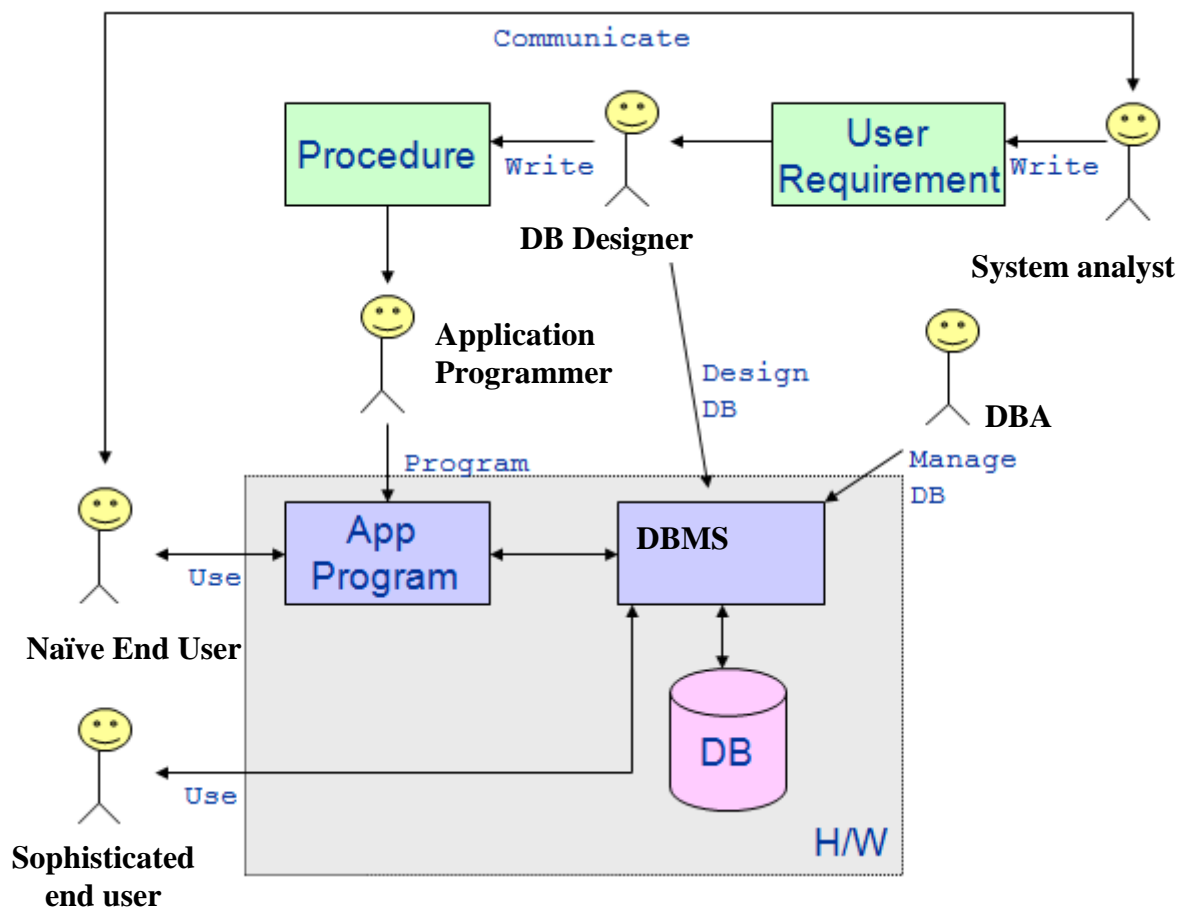 Communicate
Procedure
Write
DB Designer
User
Requirement
Write
System analyst
Application
Programmer
Design
DB
DBA
Manage
DB
Program
App
Program
DBMS
Use
Naïve End User
DB
Use
H/W
Sophisticated
end user